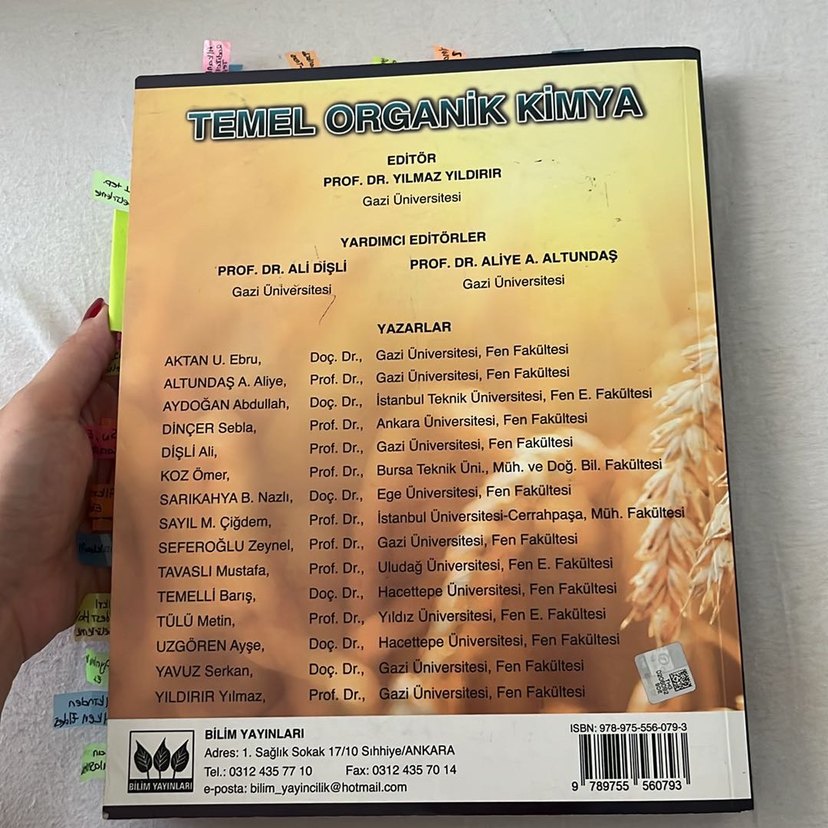 TEMEL ORGANİK KİMYA
EDİTÖR
PROF. DR. YILMAZ YILDIRIR
Gazi Üniversitesi
YARDIMCI EDİTÖRLER
PROF. DR. ALİ DİŞLİ PROF. DR. ALİYE A. ALTUNDAŞ
Gazi Üniversitesi Gazi Üniversitesi
YAZARLAR
AKTAN U. Ebru, Doç. Dr., Gazi Üniversitesi, Fen Fakültesi
ALTUNDAŞ A. Aliye, Prof. Dr., Gazi Üniversitesi, Fen Fakültesi
AYDOĞAN Abdullah, Doç. Dr., İstanbul Teknik Üniversitesi, Fen E. Fakültesi
DİNÇER Sebla, Prof. Dr., Ankara Üniversitesi, Fen Fakültesi
DİŞLİ Ali, Prof. Dr., Gazi Üniversitesi, Fen Fakültesi
KOZ Ömer, Prof. Dr., Bursa Teknik Üni., Müh. ve Doğ. Bil. Fakültesi
SARIKAHYA B. Nazlı, Doç. Dr., Ege Üniversitesi, Fen Fakültesi
SAYIL M. Çiğdem, Prof. Dr., İstanbul Üniversitesi-Cerrahpaşa, Müh. Fakültesi
SEFEROĞLU Zeynel, Prof. Dr., Gazi Üniversitesi, Fen Fakültesi
TAVASLI Mustafa, Prof. Dr., Uludağ Üniversitesi, Fen E. Fakültesi
TEMELLİ Barış, Doç. Dr., Hacettepe Üniversitesi, Fen Fakültesi
TÜLÜ Metin, Prof. Dr., Yıldız Üniversitesi, Fen E. Fakültesi
UZGÖREN Ayşe, Doç. Dr., Hacettepe Üniversitesi, Fen Fakültesi
YAVUZ Serkan, Doç. Dr., Gazi Üniversitesi, Fen Fakültesi
YILDIRIR Yılmaz, Prof. Dr., Gazi Üniversitesi, Fen Fakültesi
BİLİM YAYINLARI
Adres: 1. Sağlık Sokak 17/10 Sıhhiye/ANKARA
Tel.: 0312 435 77 10 Fax: 0312 435 70 14
e-posta: bilim_yayincilik@hotmail.com
BİLİM YAYINLARI
ISBN: 978-975-556-079-3
9 789755 560793